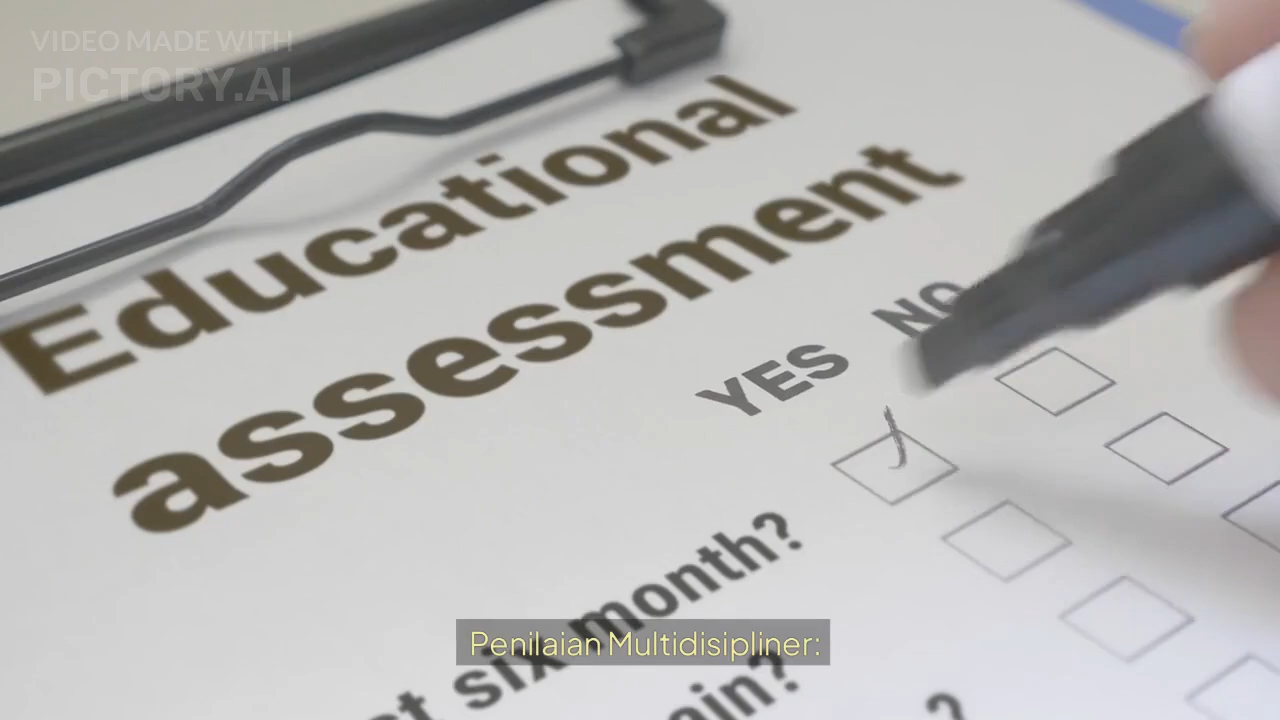 VIDEO MADE WITH
PICTORY.AI
Educational
assessment
YES NO
six month?
?
Penilaian Multidisipliner: